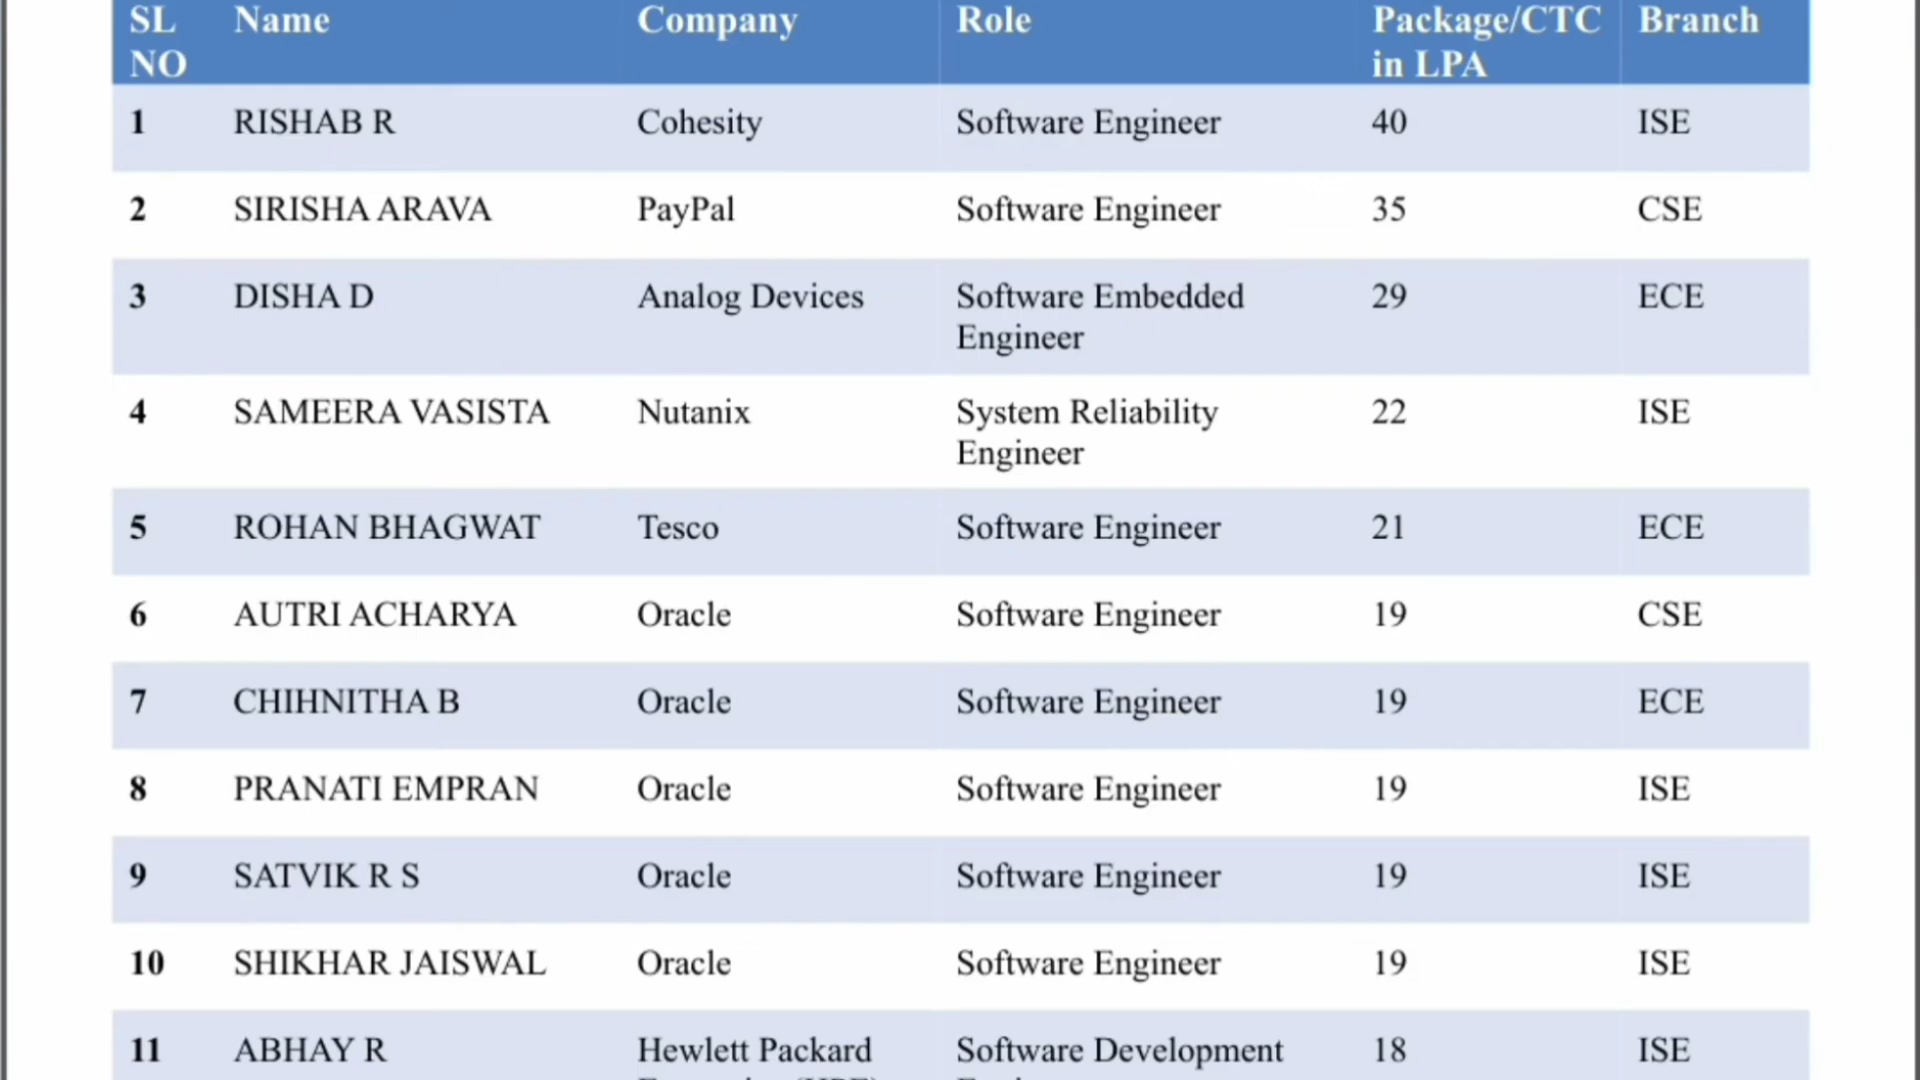 SL NO Name Company Role Package/CTC in LPA Branch
1 RISHAB R Cohesity Software Engineer 40 ISE
2 SIRISHA ARAVA PayPal Software Engineer 35 CSE
3 DISHA D Analog Devices Software Embedded Engineer 29 ECE
4 SAMEERA VASISTA Nutanix System Reliability Engineer 22 ISE
5 ROHAN BHAGWAT Tesco Software Engineer 21 ECE
6 AUTRI ACHARYA Oracle Software Engineer 19 CSE
7 CHIHNITHA B Oracle Software Engineer 19 ECE
8 PRANATI EMPRAN Oracle Software Engineer 19 ISE
9 SATVIK R S Oracle Software Engineer 19 ISE
10 SHIKHAR JAISWAL Oracle Software Engineer 19 ISE
11 ABHAY R Hewlett Packard Software Development 18 ISE